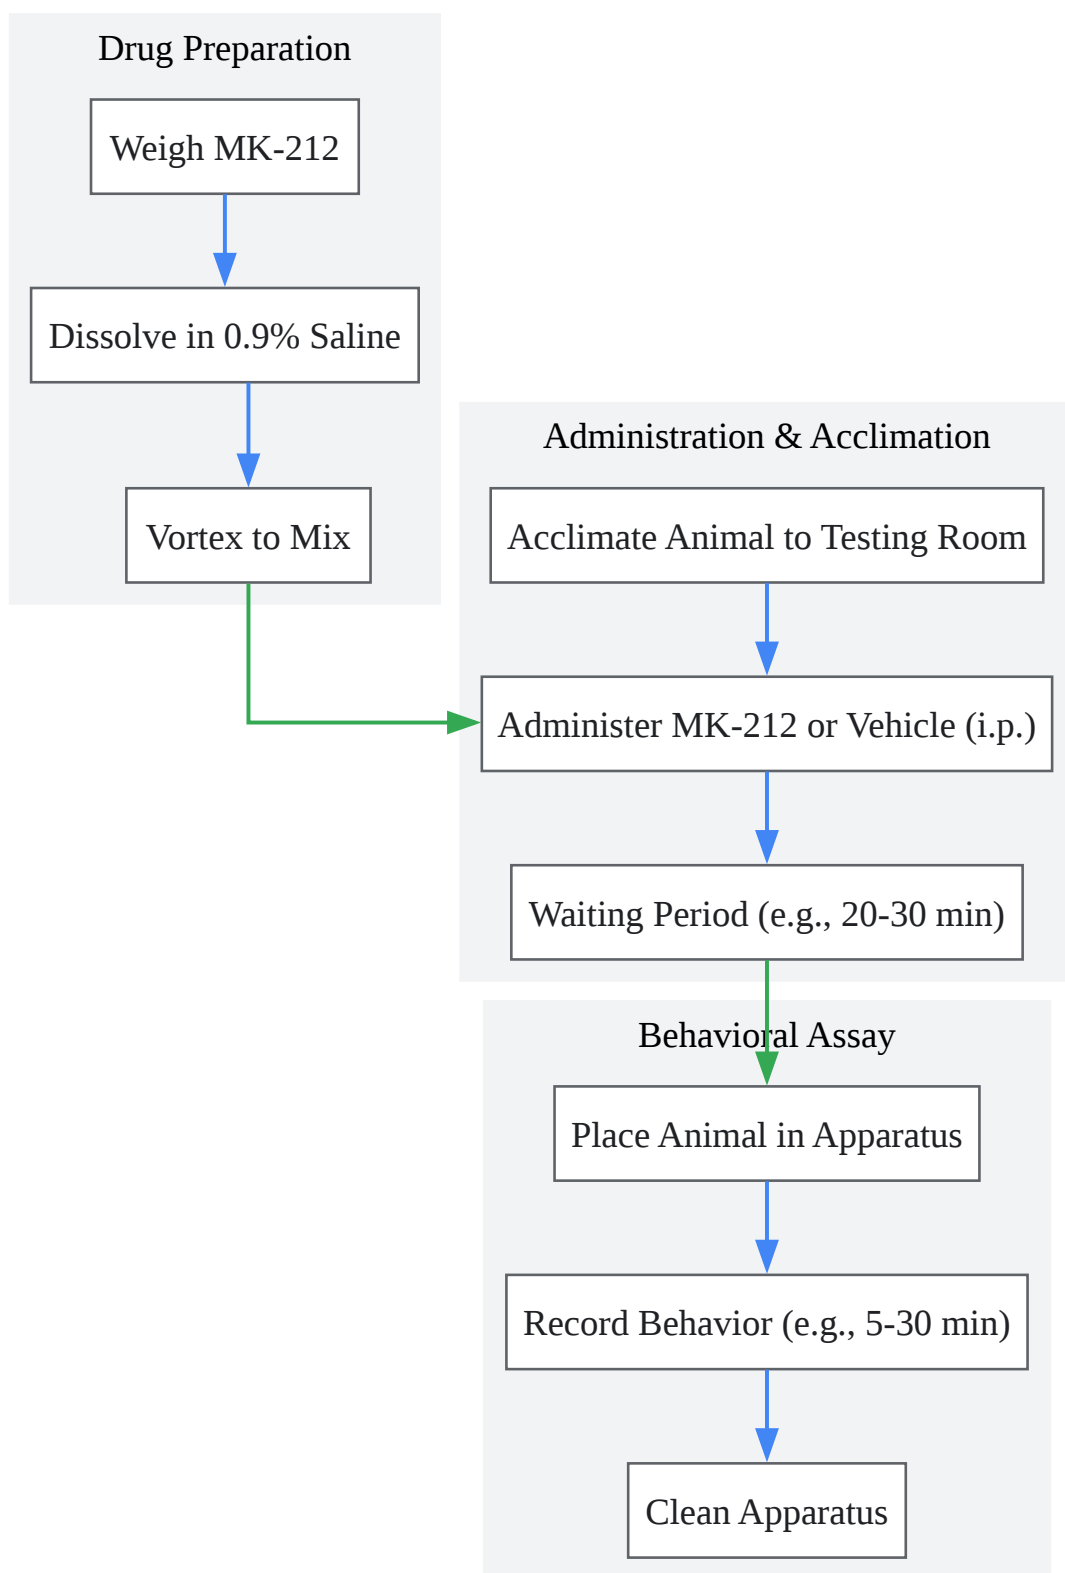 Drug Preparation
Weigh MK-212
Dissolve in 0.9% Saline
Vortex to Mix
Administration & Acclimation
Acclimate Animal to Testing Room
Administer MK-212 or Vehicle (i.p.)
Waiting Period (e.g., 20-30 min)
Behavioral Assay
Place Animal in Apparatus
Record Behavior (e.g., 5-30 min)
Clean Apparatus